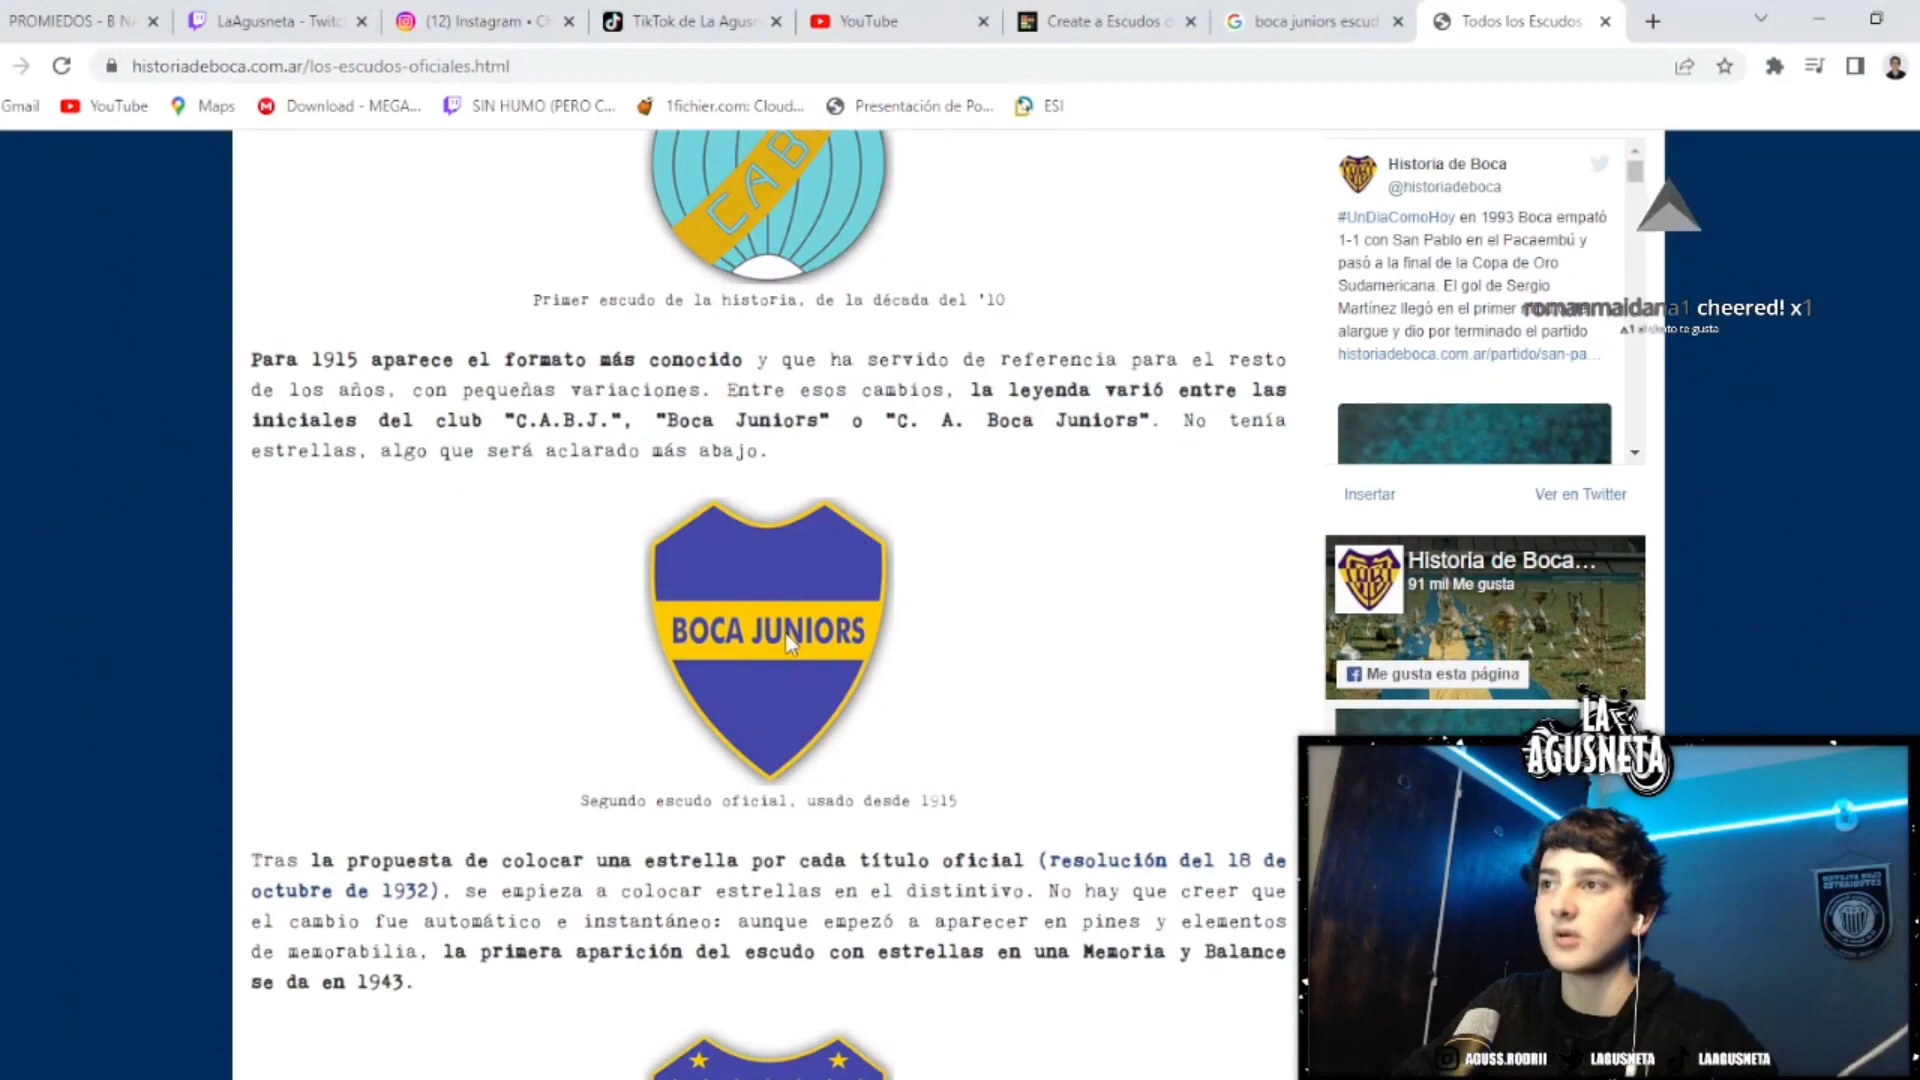 PROMIEDOS - B NA
LaAgusneta - Twitc
(12) Instagram • Ch
TikTok de La Agusn
YouTube
Create a Escudos d
boca juniors escud
Todos los Escudos
historiadeboca.com.ar/los-escudos-oficiales.html
Gmail
YouTube
Maps
Download - MEGA...
SIN HUMO (PERO C...
1fichier.com: Cloud...
Presentación de Po...
ESI
CAB
Primer escudo de la historia, de la década del '10
Para 1915 aparece el formato más conocido y que ha servido de referencia para el resto
de los años, con pequeñas variaciones. Entre esos cambios, la leyenda varió entre las
iniciales del club "C.A.B.J.", "Boca Juniors" o "C. A. Boca Juniors". No tenía
estrellas, algo que será aclarado más abajo.
BOCA JUNIORS
Segundo escudo oficial, usado desde 1915
Tras la propuesta de colocar una estrella por cada título oficial (resolución del 18 de
octubre de 1932), se empieza a colocar estrellas en el distintivo. No hay que creer que
el cambio fue automático e instantáneo: aunque empezó a aparecer en pines y elementos
de memorabilia, la primera aparición del escudo con estrellas en una Memoria y Balance
se da en 1943.
Historia de Boca
@historiadeboca
#UnDiaComoHoy en 1993 Boca empató
1-1 con San Pablo en el Pacaembú y
pasó a la final de la Copa de Oro
Sudamericana. El gol de Sergio
Martínez llegó en el primer
alargue y dio por terminado el partido
historiadeboca.com.ar/partido/san-pa...
romanmaidana1 cheered! x1
te gusta
Insertar
Ver en Twitter
Historia de Boca...
91 mil Me gusta
Me gusta esta página
LA
AGUSNETA
AGUSS.RODRII
LAGUSNETA
LAAGUSNETA